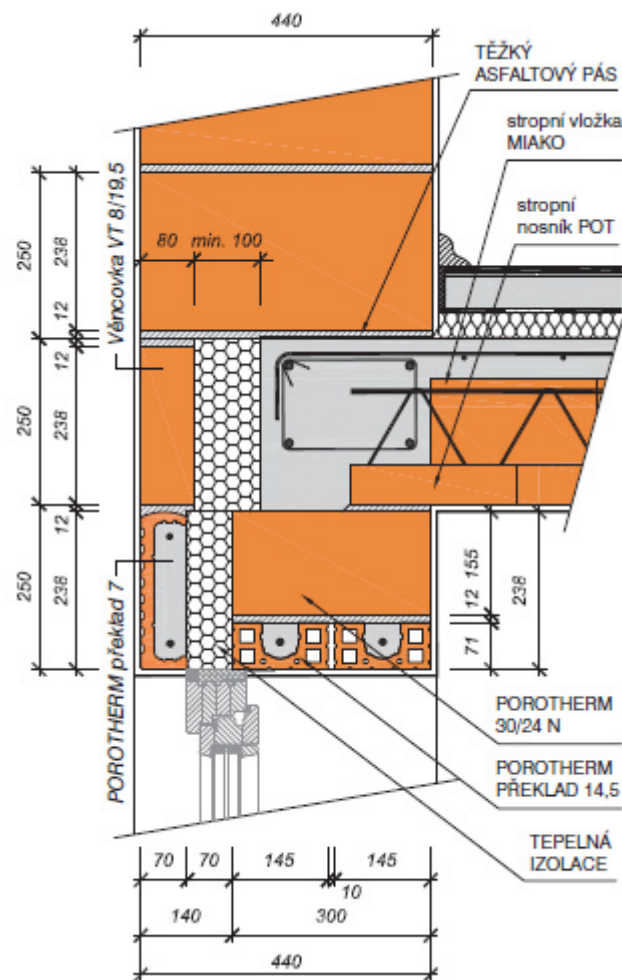 440
TĚŽKÝ
ASFALTOVÝ PÁS
stropní vložka
MIAKO
stropní
nosník POT
Věncovka VT 8/19,5
80 min. 100
250
238
12
12
250
238
12
250
238
POROTHERM překlad 7
155
12
71
238
POROTHERM
30/24 N
POROTHERM
PŘEKLAD 14,5
TEPELNÁ
IZOLACE
70 70 145 145
10
140 300
440